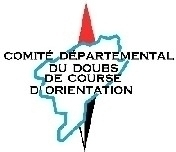 COMITÉ DÉPARTEMENTAL
DU DOUBS
DE COURSE
D'ORIENTATION